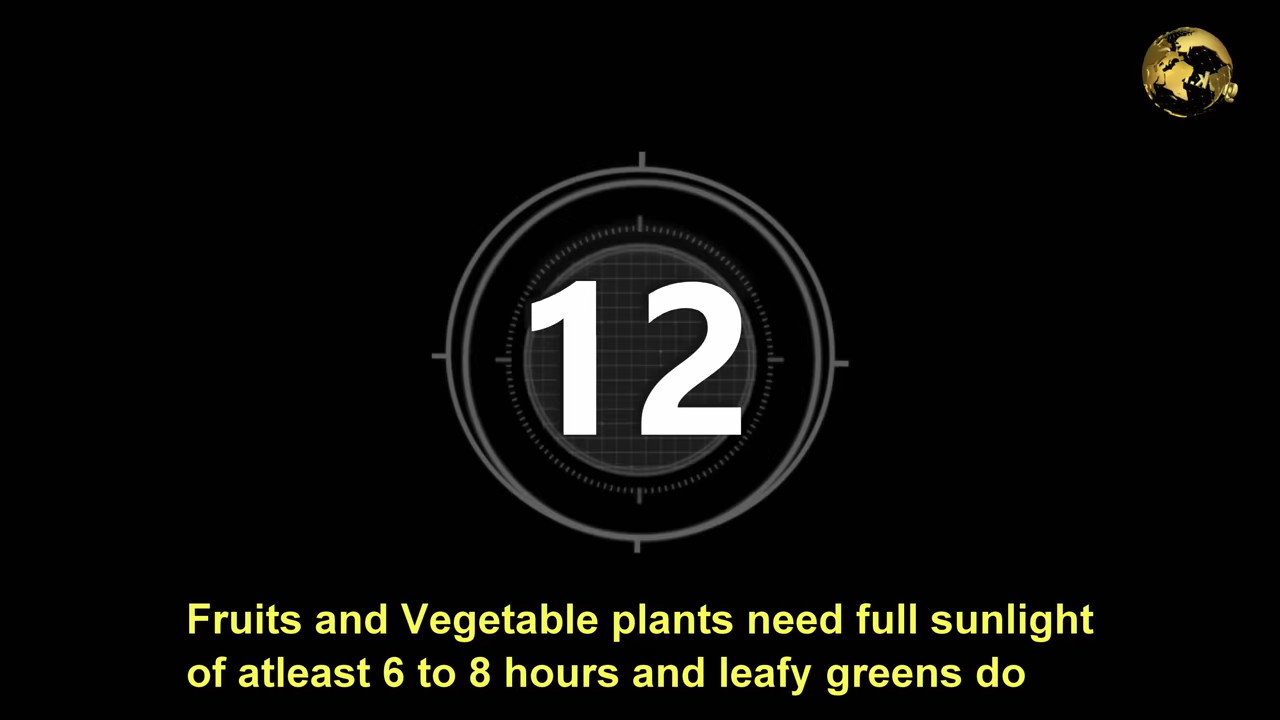 12
Fruits and Vegetable plants need full sunlight
of atleast 6 to 8 hours and leafy greens do